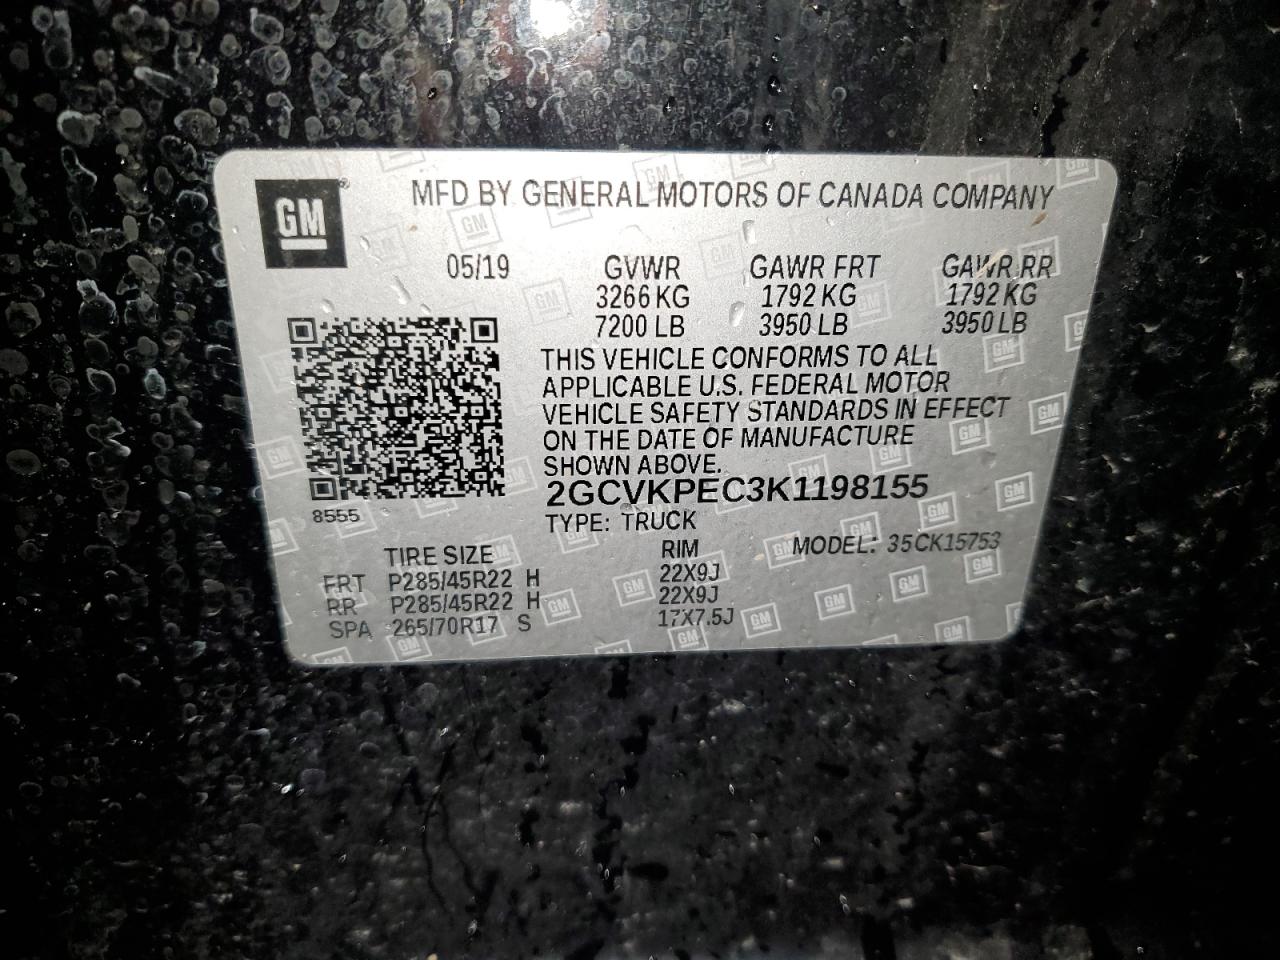 GM
MFD BY GENERAL MOTORS OF CANADA COMPANY
05/19 GVWR GAWR FRT GAWR RR
3266 KG 1792 KG 1792 KG
7200 LB 3950 LB 3950 LB
THIS VEHICLE CONFORMS TO ALL
APPLICABLE U.S. FEDERAL MOTOR
VEHICLE SAFETY STANDARDS IN EFFECT
ON THE DATE OF MANUFACTURE
SHOWN ABOVE.
2GCVKPEC3K1198155
8555
TYPE: TRUCK
TIRE SIZE RIM MODEL: 35CK15753
FRT P285/45R22 H 22X9J
RR P285/45R22 H 22X9J
SPA 265/70R17 S 17X7.5J